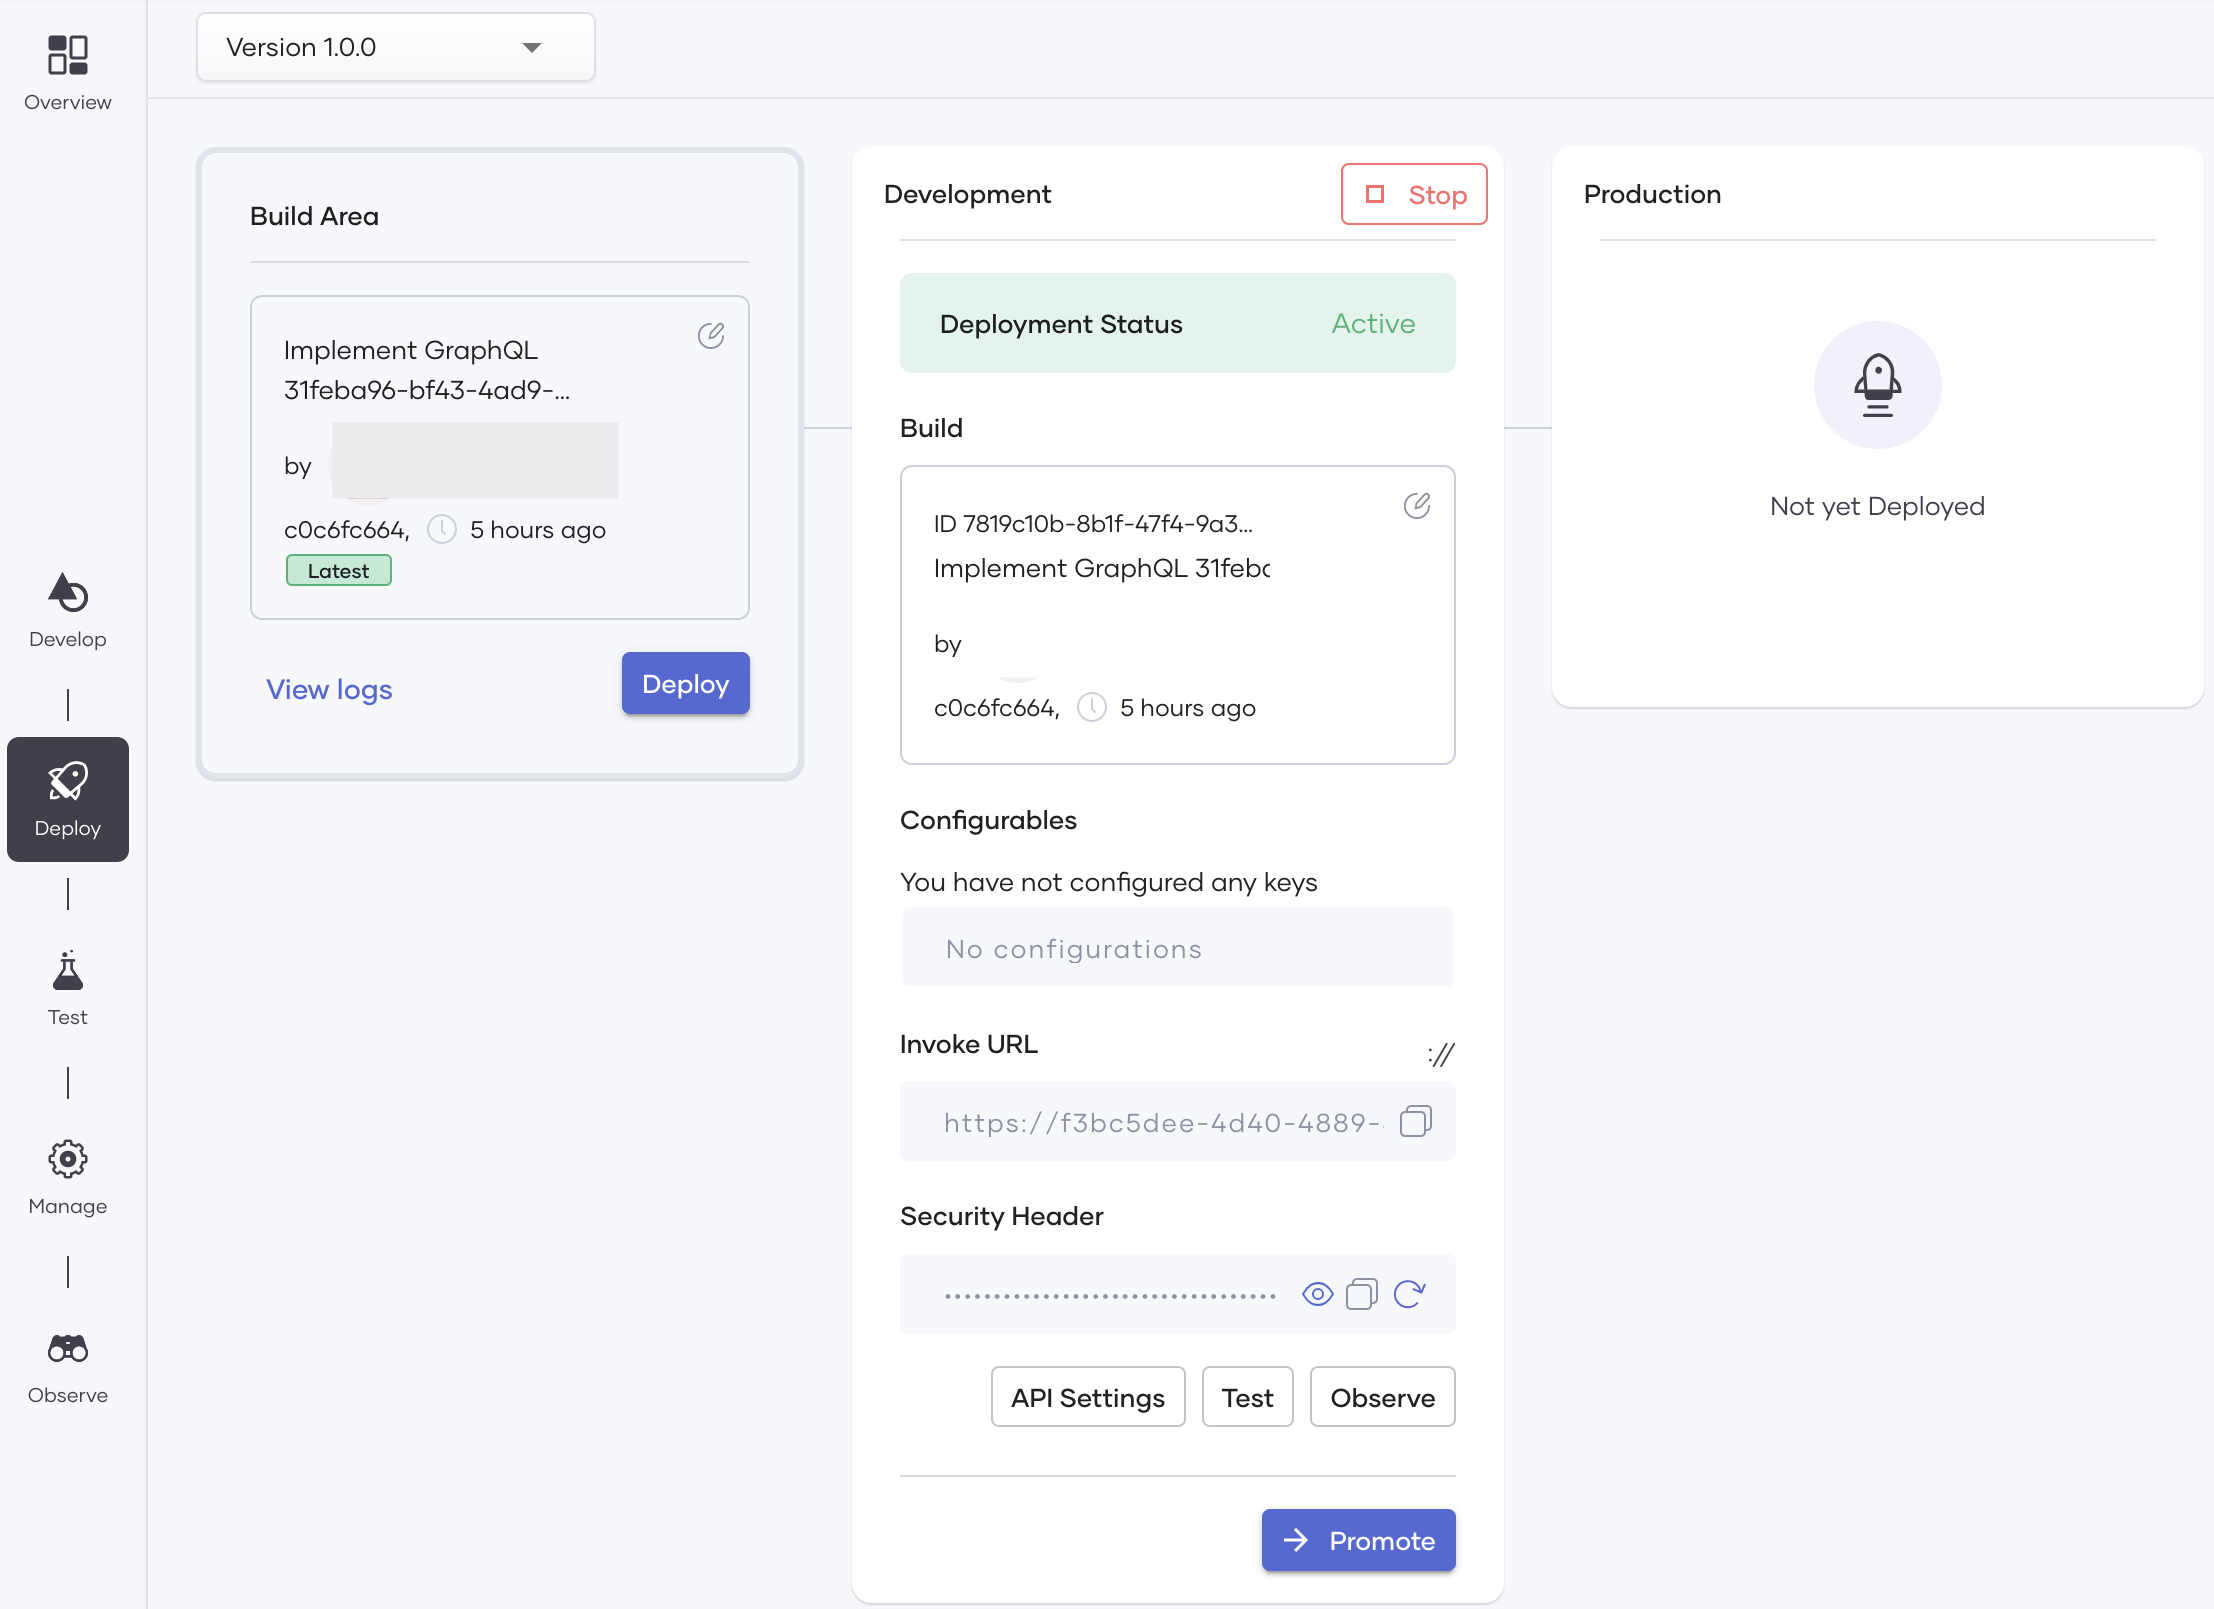 Overview
Develop
Deploy
Test
Manage
Observe
Version 1.0.0
Build Area
Implement GraphQL
31feba96-bf43-4ad9-...
by
c0c6fc664, 5 hours ago
Latest
View logs
Deploy
Development
Stop
Deployment Status Active
Build
ID 7819c10b-8b1f-47f4-9a3...
Implement GraphQL 31feb
by
c0c6fc664, 5 hours ago
Configurables
You have not configured any keys
No configurations
Invoke URL
://
https://f3bc5dee-4d40-4889-
Security Header
API Settings
Test
Observe
Promote
Production
Not yet Deployed